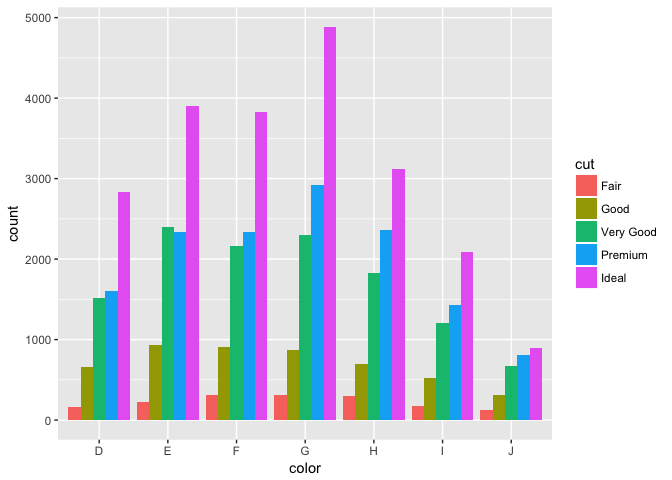 5000
4000
3000
2000
1000
0
count
D E F G H I J
color
cut
Fair
Good
Very Good
Premium
Ideal